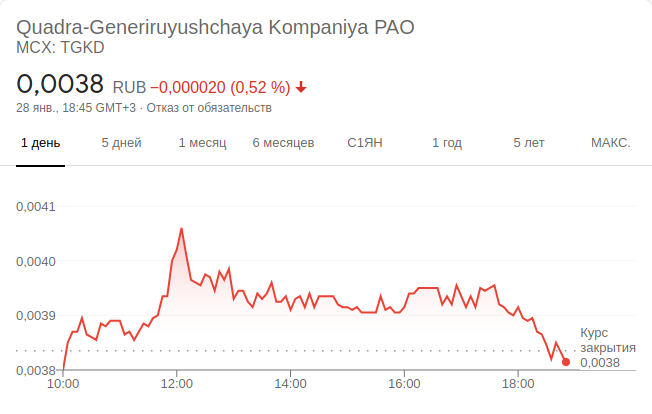 Quadra-Generiruyushchaya Kompaniya PAO
MCX: TGKD
0,0038 RUB −0,000020 (0,52 %)
28 янв., 18:45 GMT+3 · Отказ от обязательств
1 день 5 дней 1 месяц 6 месяцев С1ЯН 1 год 5 лет МАКС.
0,0041
0,0040
0,0039
Курс
закрытия
0,0038
0,0038
10:00 12:00 14:00 16:00 18:00